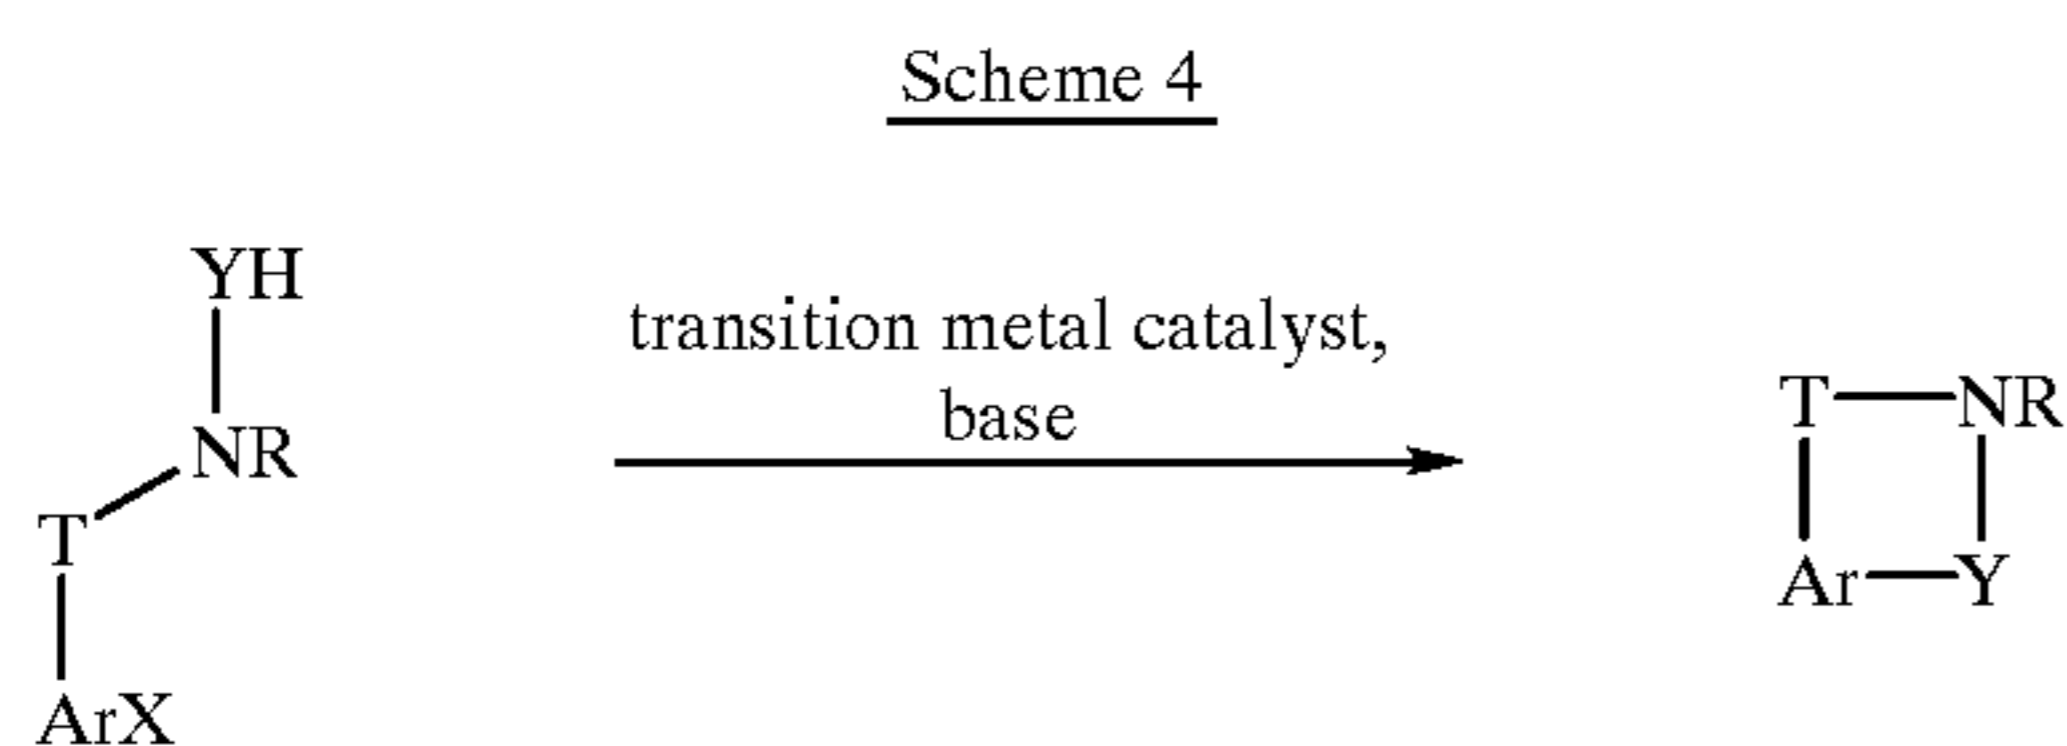 Scheme 4
YH
NR
T
ArX
transition metal catalyst,
base
T NR
Ar Y